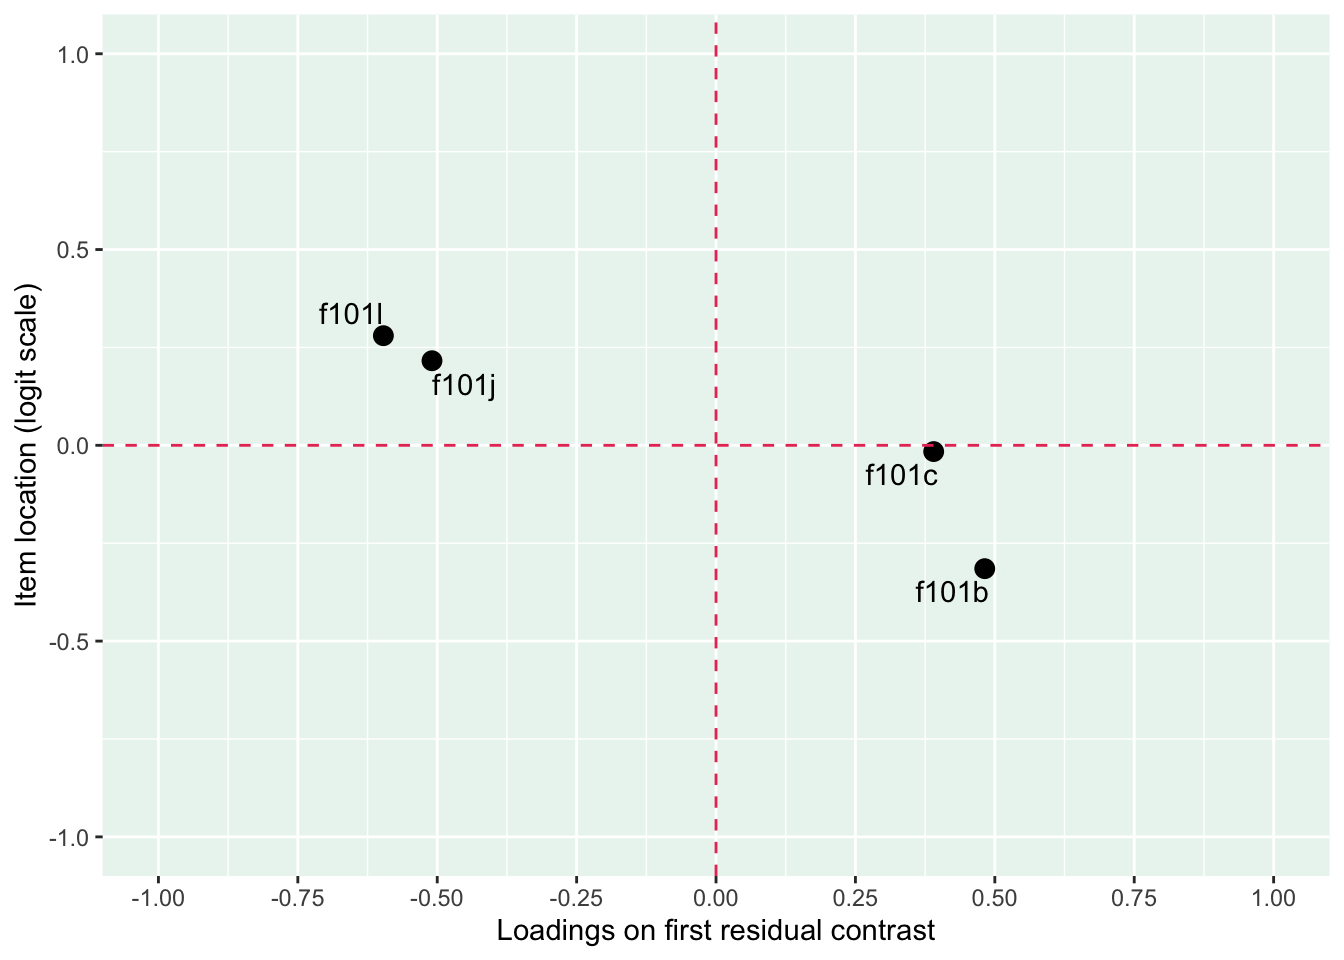 1.0
0.5
0.0
-0.5
-1.0
Item location (logit scale)
f101l
f101j
f101c
f101b
-1.00 -0.75 -0.50 -0.25 0.00 0.25 0.50 0.75 1.00
Loadings on first residual contrast